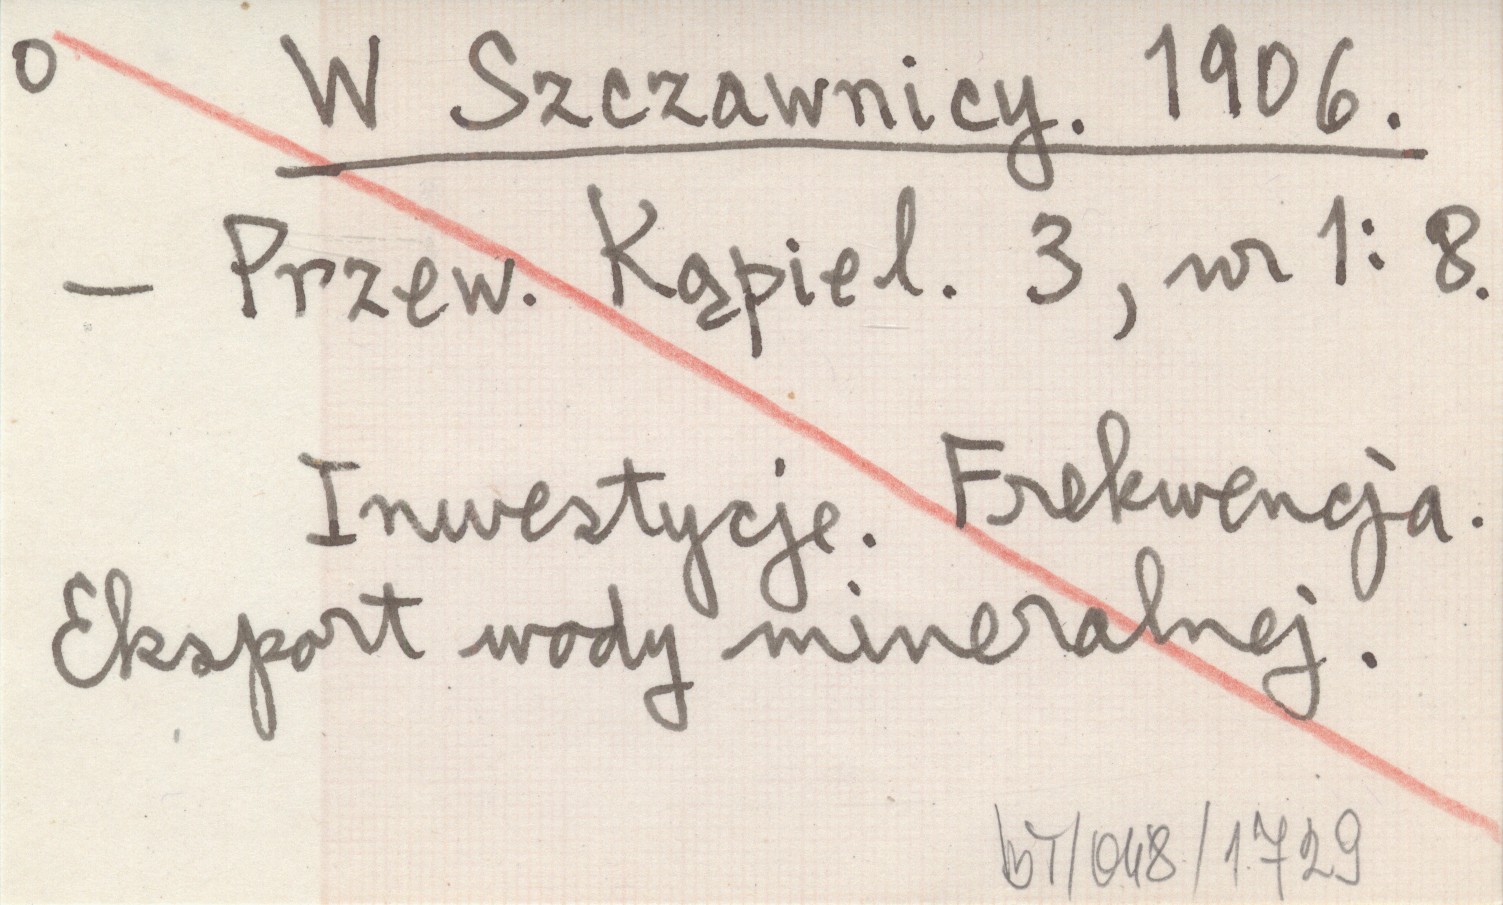 o W Szczawnicy. 1906.
— Przew. Kąpiel. 3, nr 1: 8.
Inwestycje. Frekwencja.
Eksport wody mineralnej.
bT/048/1729